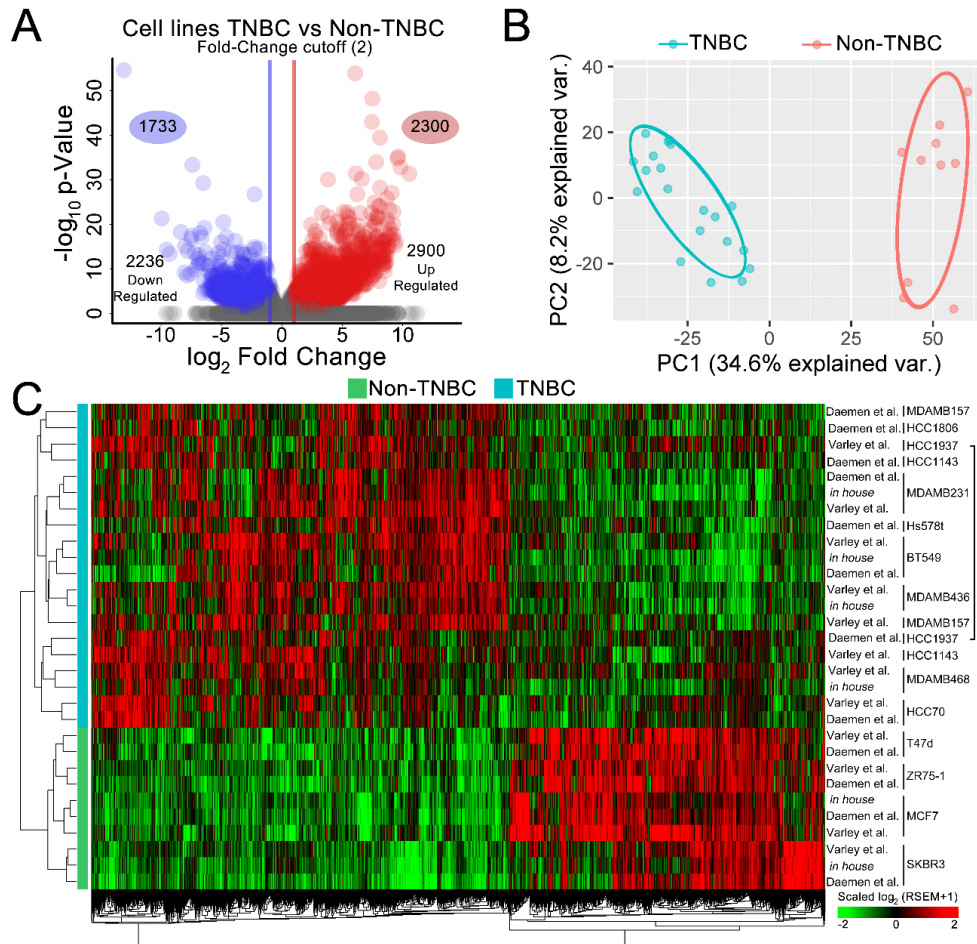 A
Cell lines TNBC vs Non-TNBC
Fold-Change cutoff (2)
-log10 p-Value
50
40
30
20
10
0
1733
2300
2236
Down
Regulated
2900
Up
Regulated
-10
-5
0
5
10
log2 Fold Change
B
TNBC
Non-TNBC
PC2 (8.2% explained var.)
40
20
0
-20
-25
0
25
50
PC1 (34.6% explained var.)
C
Non-TNBC
TNBC
Daemen et al. MDAMB157
Daemen et al. HCC1806
Varley et al. HCC1937
Daemen et al. HCC1143
Daemen et al.
in house MDAMB231
Varley et al.
Daemen et al. Hs578t
Varley et al.
in house BT549
Daemen et al.
Varley et al. MDAMB436
in house
Varley et al. MDAMB157
Daemen et al. HCC1937
Varley et al. HCC1143
Varley et al. MDAMB468
in house
Varley et al. HCC70
Daemen et al.
Varley et al. T47d
Daemen et al.
Varley et al. ZR75-1
Daemen et al.
in house
Daemen et al. MCF7
Varley et al.
Varley et al.
in house SKBR3
Daemen et al.
Scaled log2 (RSEM+1)
-2
0
2